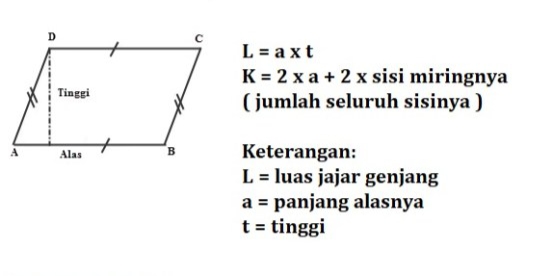 D
C
Tinggi
A
Alas
B
L = a x t
K = 2 x a + 2 x sisi miringnya
( jumlah seluruh sisinya )
Keterangan:
L = luas jajar genjang
a = panjang alasnya
t = tinggi